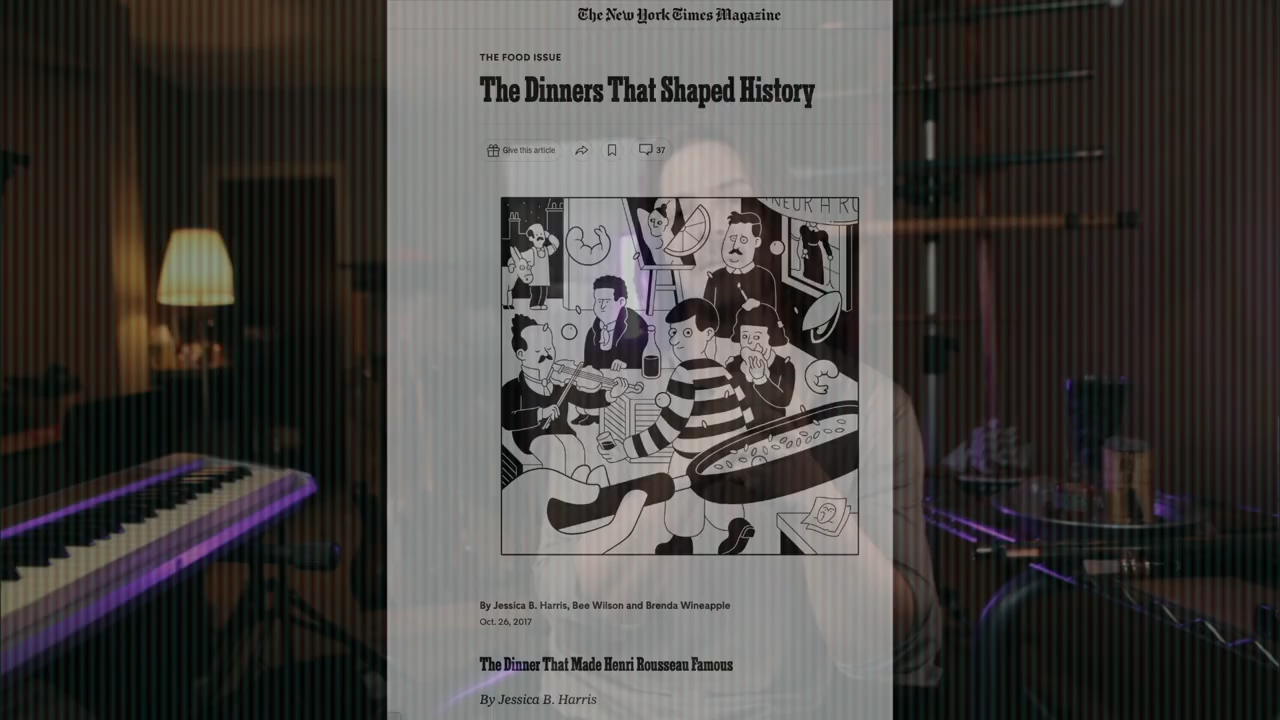 The New York Times Magazine
THE FOOD ISSUE
The Dinners That Shaped History
Give this article
37
NEUR A RO
By Jessica B. Harris, Bee Wilson and Brenda Wineapple
Oct. 26, 2017
The Dinner That Made Henri Rousseau Famous
By Jessica B. Harris